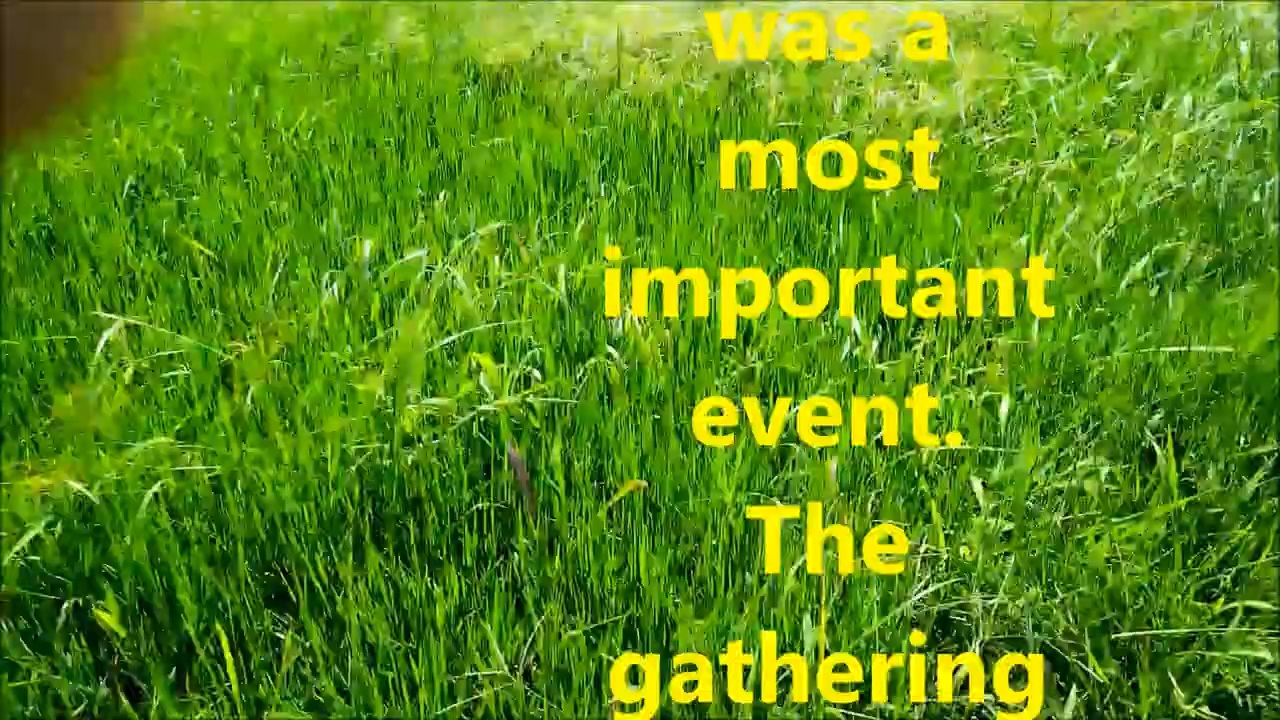 was a
most
important
event.
The
gathering